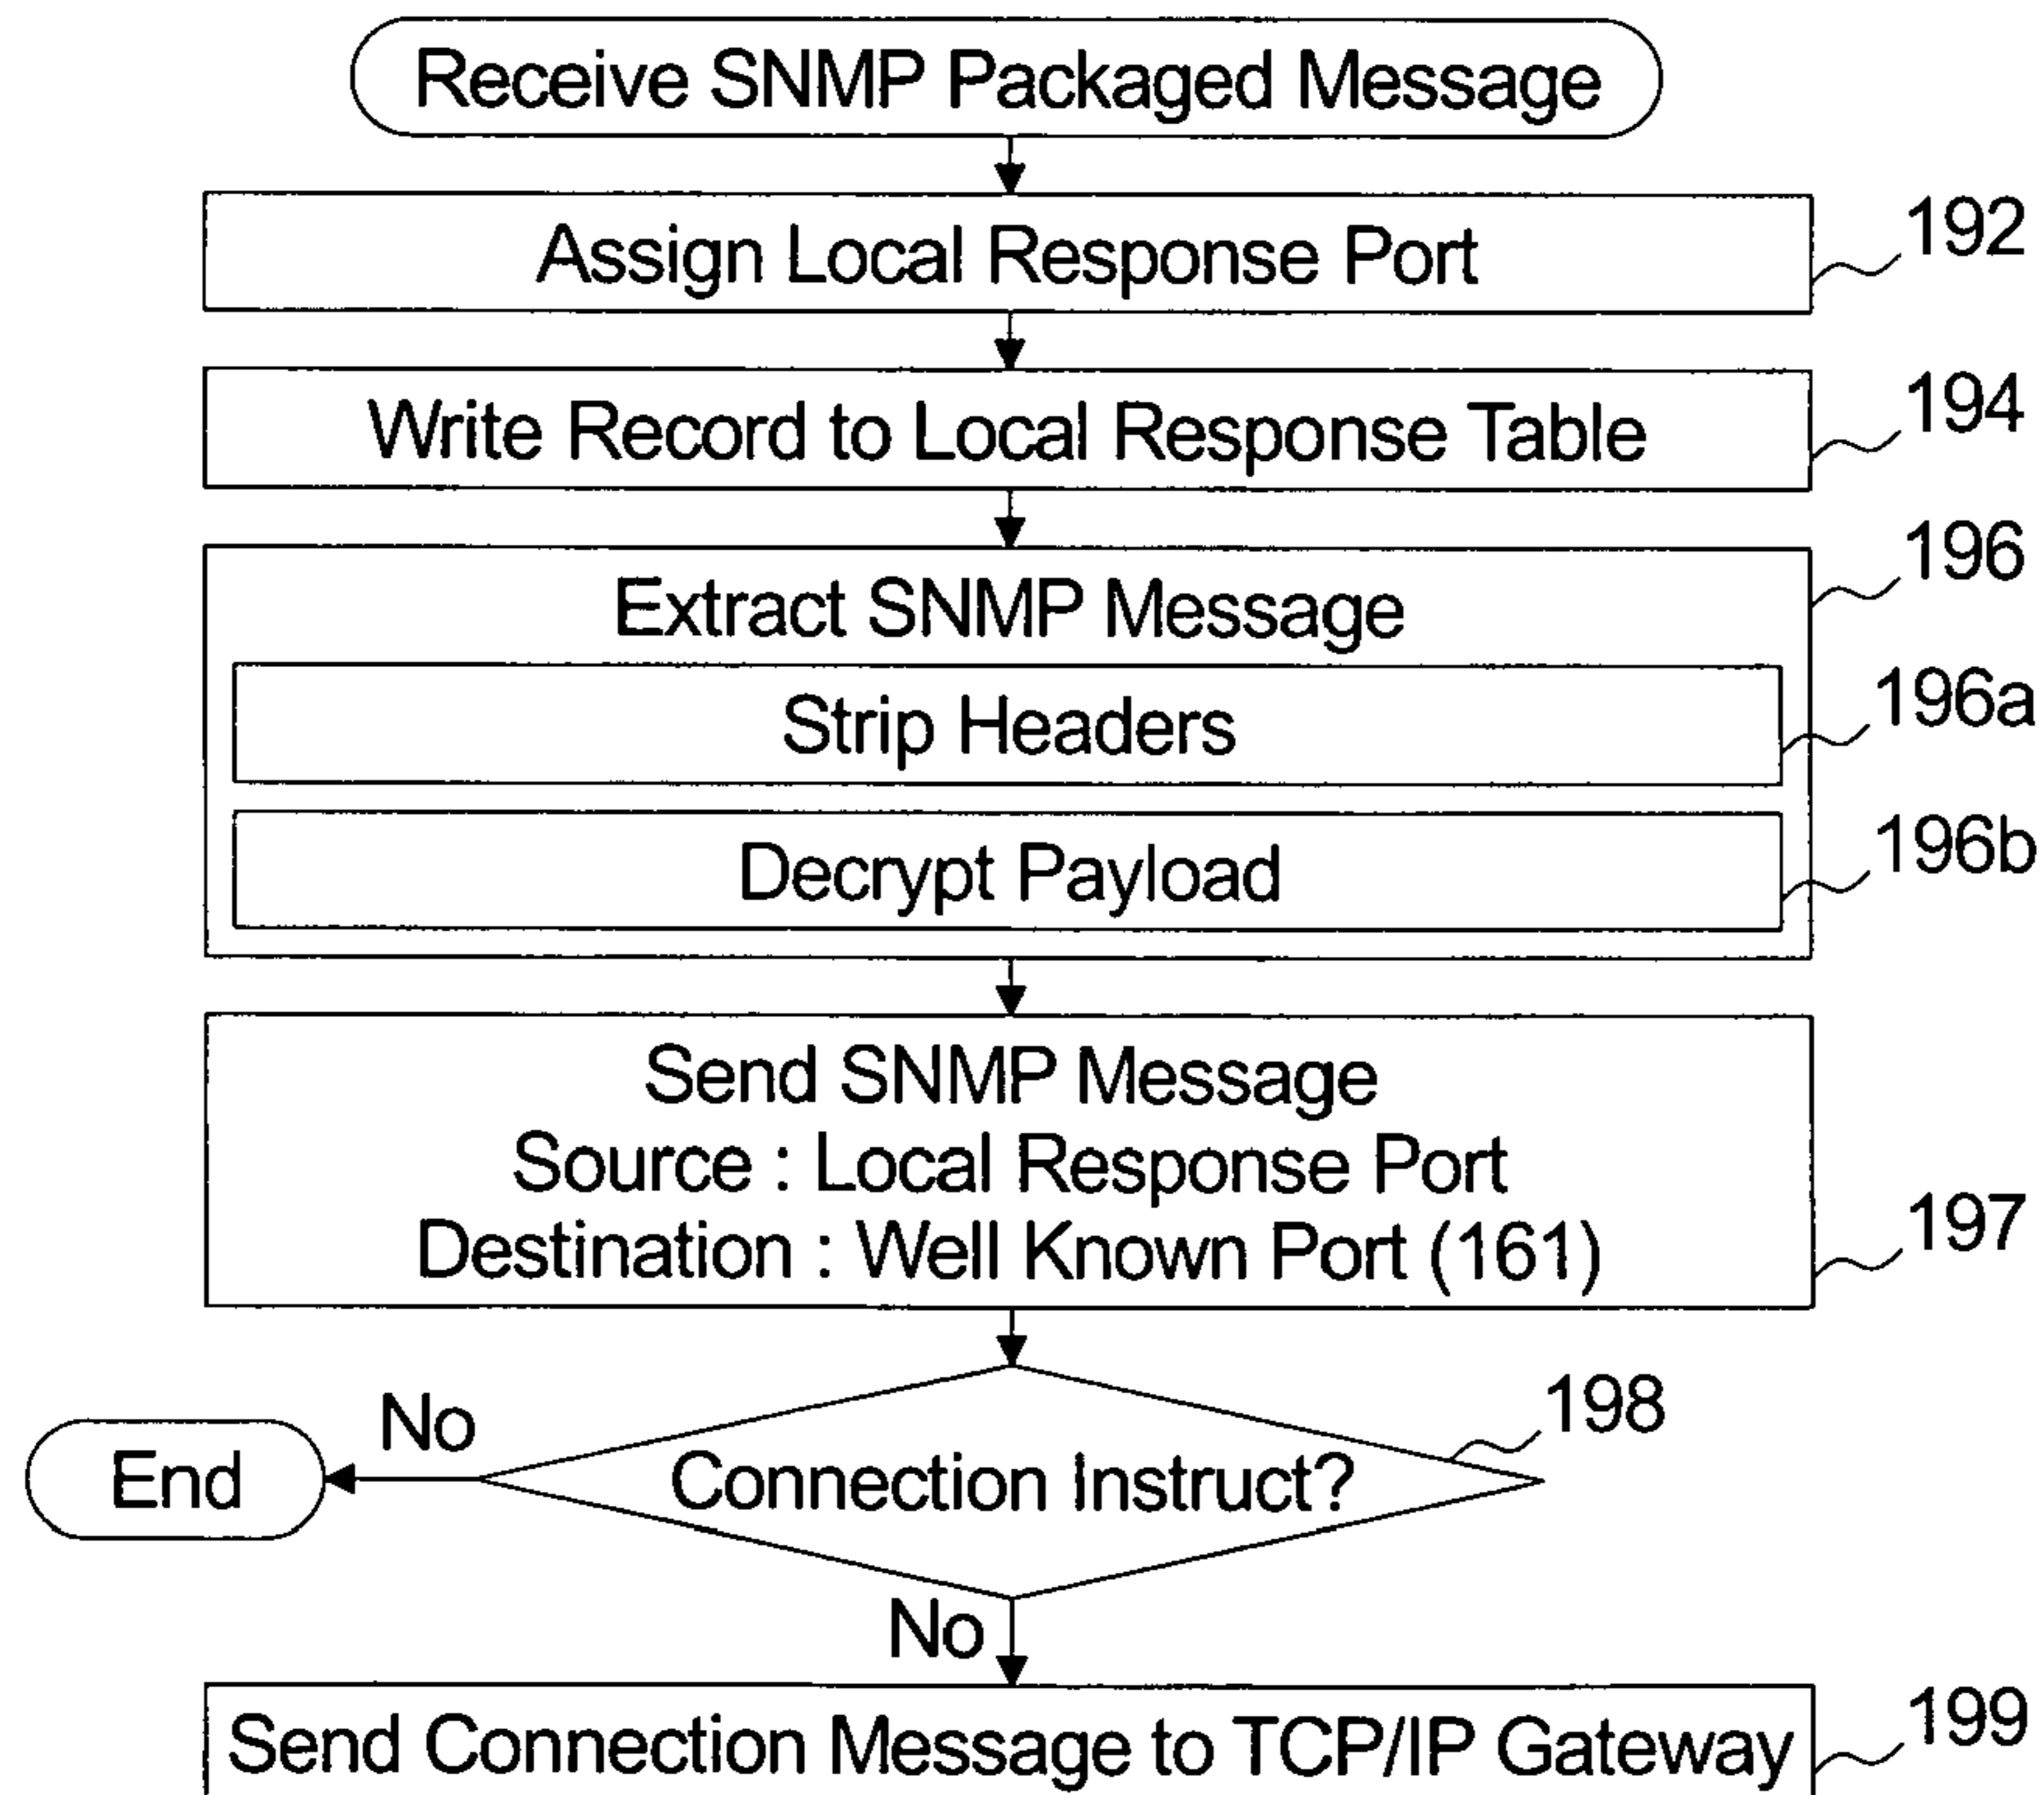 Receive SNMP Packaged Message
Assign Local Response Port
192
Write Record to Local Response Table
194
Extract SNMP Message
196
Strip Headers
196a
Decrypt Payload
196b
Send SNMP Message
Source : Local Response Port
Destination : Well Known Port (161)
197
No
198
End
Connection Instruct?
No
Send Connection Message to TCP/IP Gateway
199